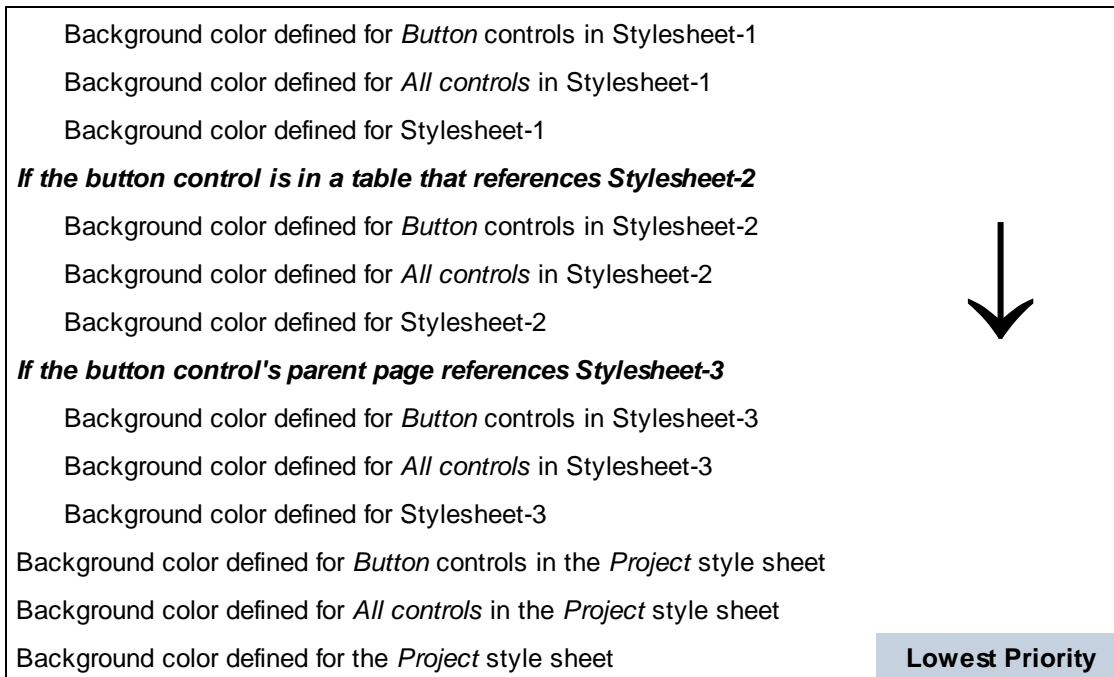 Background color defined for Button controls in Stylesheet-1
Background color defined for All controls in Stylesheet-1
Background color defined for Stylesheet-1
If the button control is in a table that references Stylesheet-2
Background color defined for Button controls in Stylesheet-2
Background color defined for All controls in Stylesheet-2
Background color defined for Stylesheet-2
If the button control's parent page references Stylesheet-3
Background color defined for Button controls in Stylesheet-3
Background color defined for All controls in Stylesheet-3
Background color defined for Stylesheet-3
Background color defined for Button controls in the Project style sheet
Background color defined for All controls in the Project style sheet
Background color defined for the Project style sheet Lowest Priority